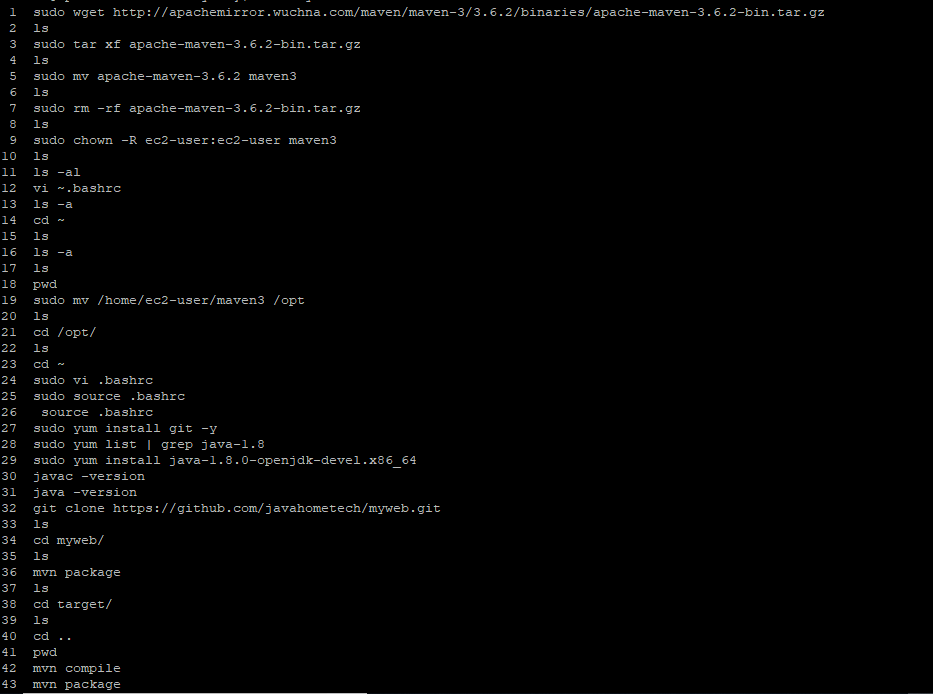 1 sudo wget http://apachemirror.wuchna.com/maven/maven-3/3.6.2/binaries/apache-maven-3.6.2-bin.tar.gz
2 ls
3 sudo tar xf apache-maven-3.6.2-bin.tar.gz
4 ls
5 sudo mv apache-maven-3.6.2 maven3
6 ls
7 sudo rm -rf apache-maven-3.6.2-bin.tar.gz
8 ls
9 sudo chown -R ec2-user:ec2-user maven3
10 ls
11 ls -al
12 vi ~.bashrc
13 ls -a
14 cd ~
15 ls
16 ls -a
17 ls
18 pwd
19 sudo mv /home/ec2-user/maven3 /opt
20 ls
21 cd /opt/
22 ls
23 cd ~
24 sudo vi .bashrc
25 sudo source .bashrc
26  source .bashrc
27 sudo yum install git -y
28 sudo yum list | grep java-1.8
29 sudo yum install java-1.8.0-openjdk-devel.x86_64
30 javac -version
31 java -version
32 git clone https://github.com/javahometech/myweb.git
33 ls
34 cd myweb/
35 ls
36 mvn package
37 ls
38 cd target/
39 ls
40 cd ..
41 pwd
42 mvn compile
43 mvn package